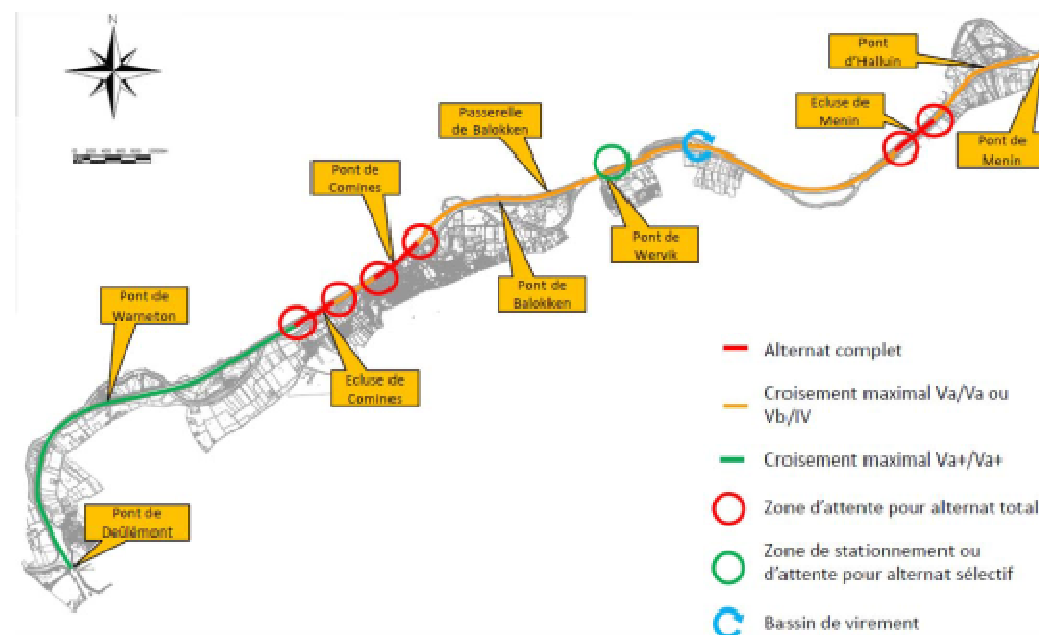 N
Pont
d'Halluin
Ecluse de
Menin
Pont de
Menin
Passerelle
de Balokken
Pont de
Comines
Pont de
Wervik
Pont de
Balokken
Pont de
Warneton
Ecluse de
Comines
Pont de
Deûlémont
Alternat complet
Croisement maximal Va/Va ou
Vb/IV
Croisement maximal Va+/Va+
Zone d'attente pour alternat total
Zone de stationnement ou
d'attente pour alternat sélectif
Bassin de virement